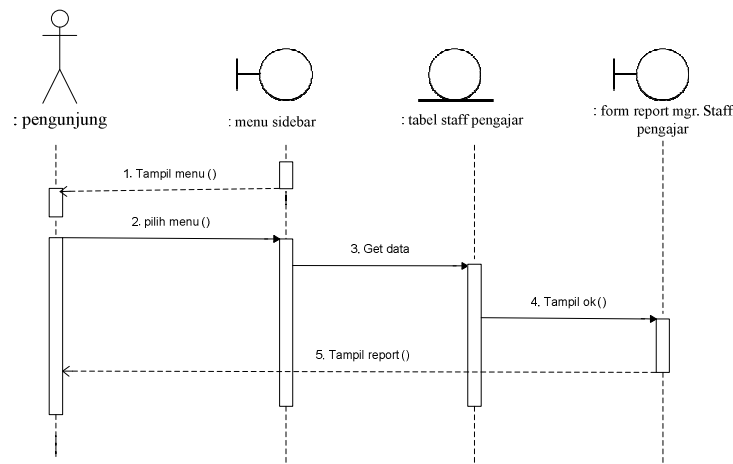 : pengunjung
: menu sidebar
: tabel staff pengajar
: form report mgr. Staff
pengajar
1. Tampil menu ()
2. pilih menu ()
3. Get data
4. Tampil ok ()
5. Tampil report ()